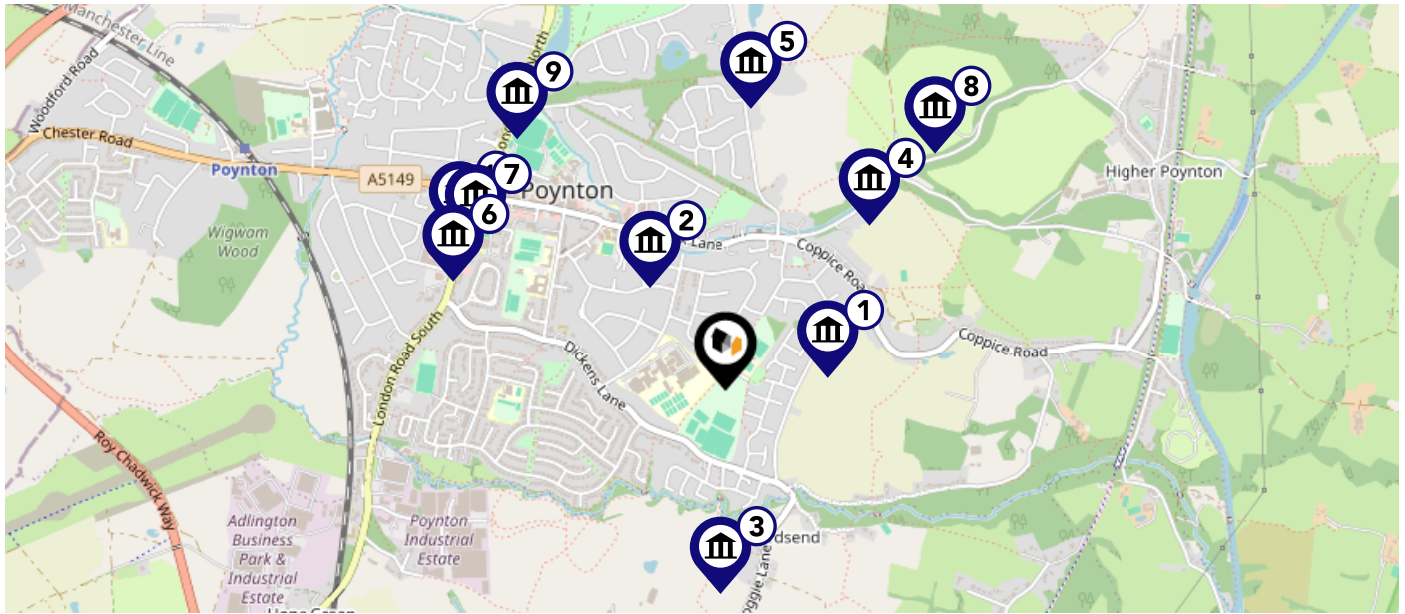 Manchester Line
Woodford Road
Chester Road
Poynton
A5149
North
5
9
8
4
7
6
2
1
3
Poynton
Higher Poynton
Wigwam
Wood
Lane
Coppice Road
Coppice Road
London Road South
Dickens Lane
Roy Chadwick Way
Adlington
Business
Park &
Industrial
Estate
Poynton
Industrial
Estate